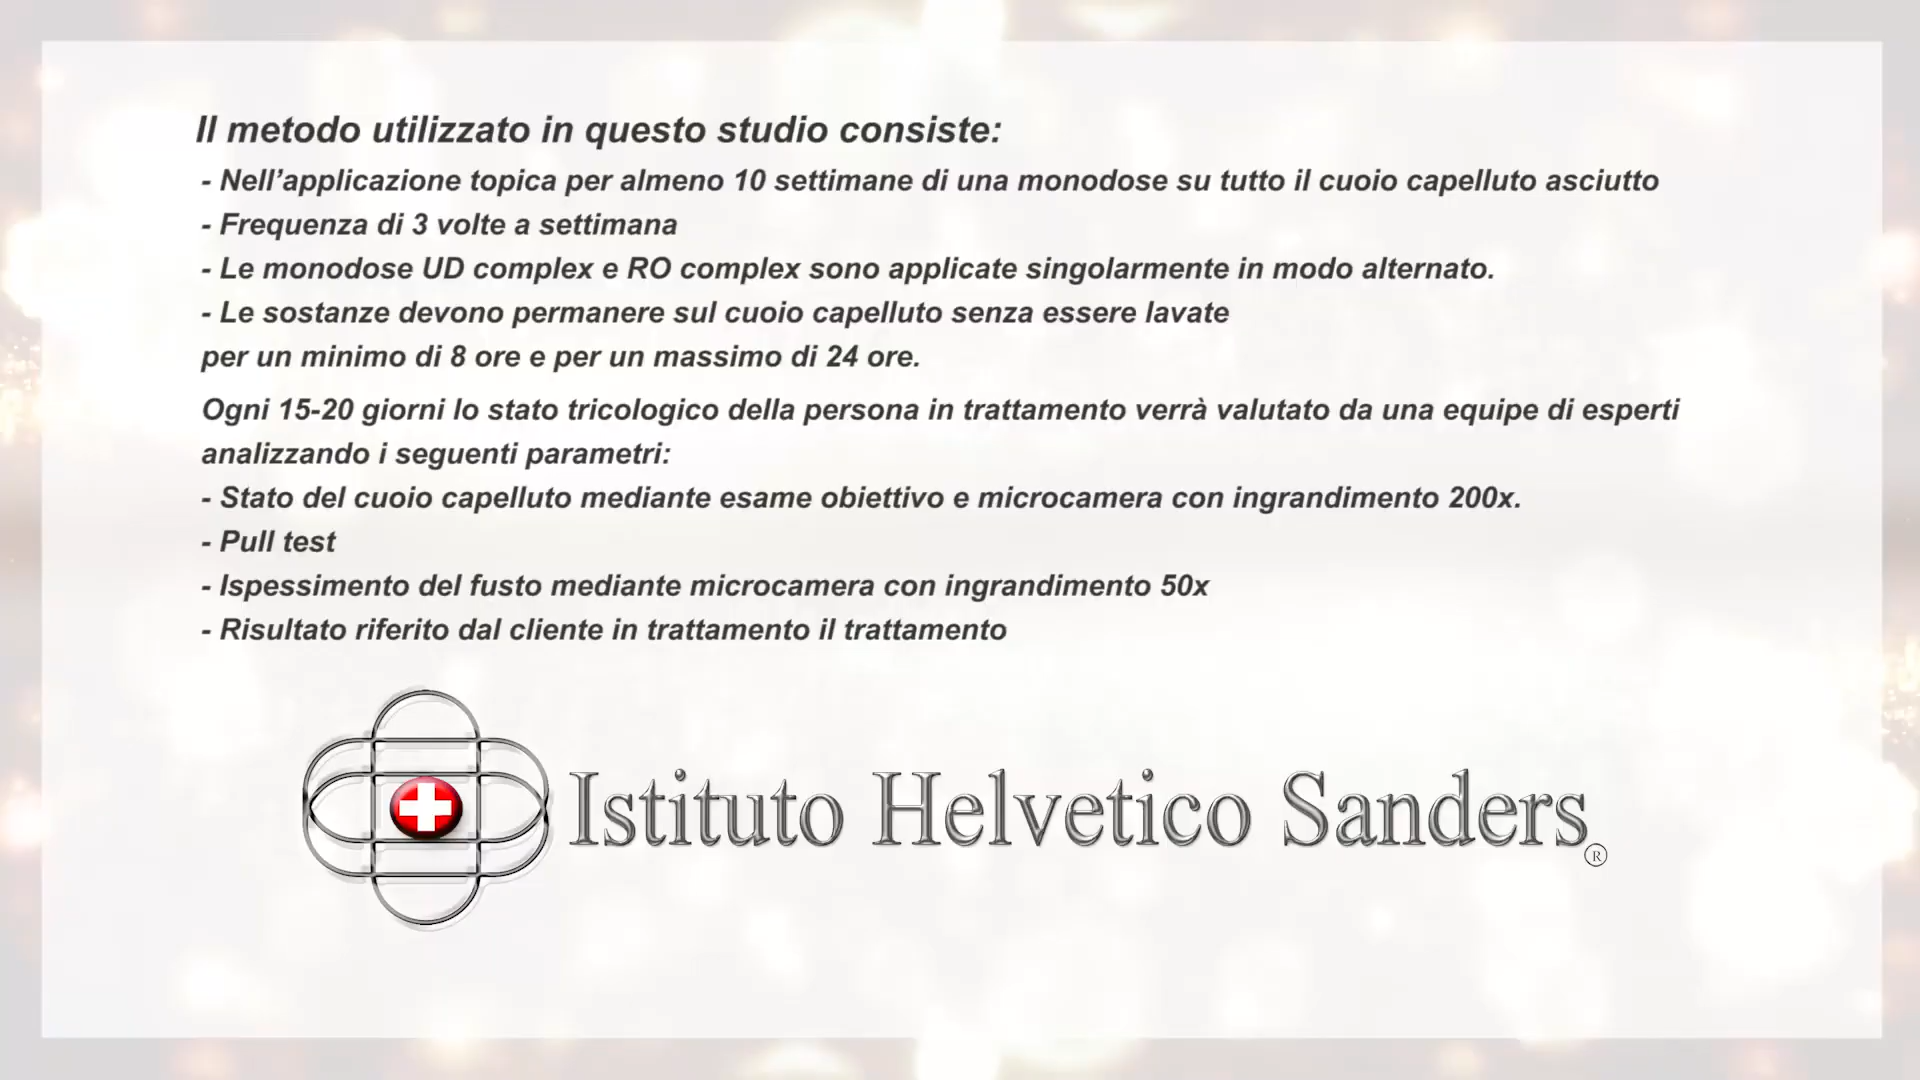 Il metodo utilizzato in questo studio consiste:
- Nell’applicazione topica per almeno 10 settimane di una monodose su tutto il cuoio capelluto asciutto
- Frequenza di 3 volte a settimana
- Le monodose UD complex e RO complex sono applicate singolarmente in modo alternato.
- Le sostanze devono permanere sul cuoio capelluto senza essere lavate
per un minimo di 8 ore e per un massimo di 24 ore.
Ogni 15-20 giorni lo stato tricologico della persona in trattamento verrà valutato da una equipe di esperti
analizzando i seguenti parametri:
- Stato del cuoio capelluto mediante esame obiettivo e microcamera con ingrandimento 200x.
- Pull test
- Ispessimento del fusto mediante microcamera con ingrandimento 50x
- Risultato riferito dal cliente in trattamento il trattamento
Istituto Helvetico Sanders®